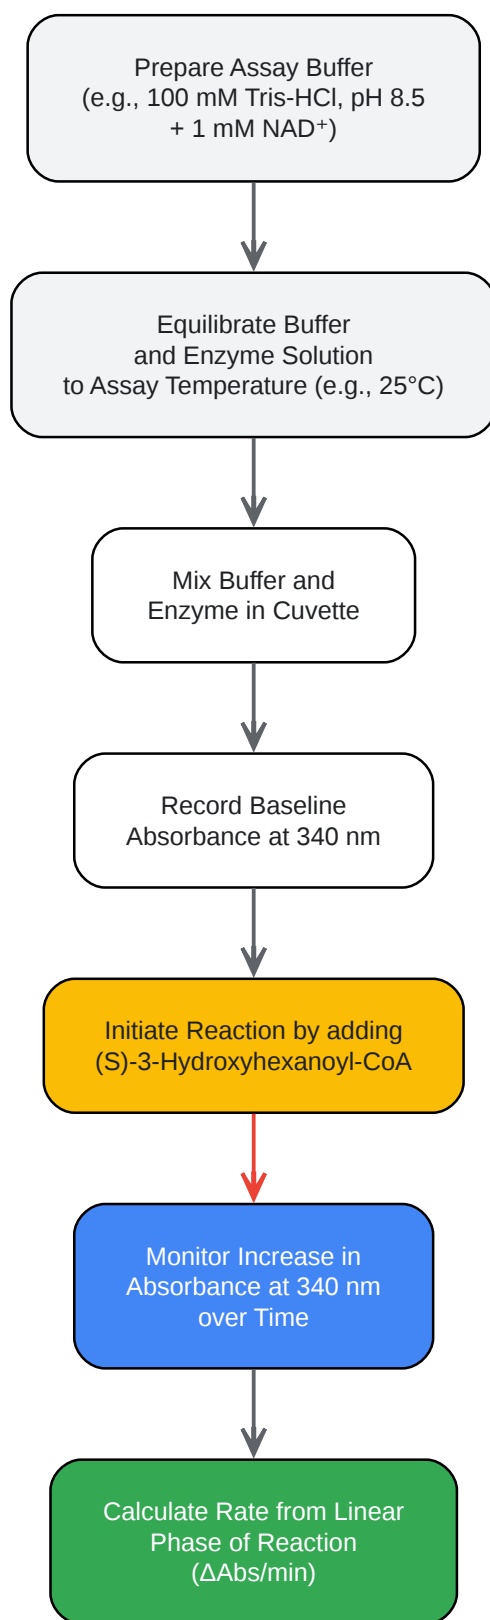 Prepare Assay Buffer
(e.g., 100 mM Tris-HCl, pH 8.5
+ 1 mM NAD⁺)
Equilibrate Buffer
and Enzyme Solution
to Assay Temperature (e.g., 25°C)
Mix Buffer and
Enzyme in Cuvette
Record Baseline
Absorbance at 340 nm
Initiate Reaction by adding
(S)-3-Hydroxyhexanoyl-CoA
Monitor Increase in
Absorbance at 340 nm
over Time
Calculate Rate from Linear
Phase of Reaction
(ΔAbs/min)